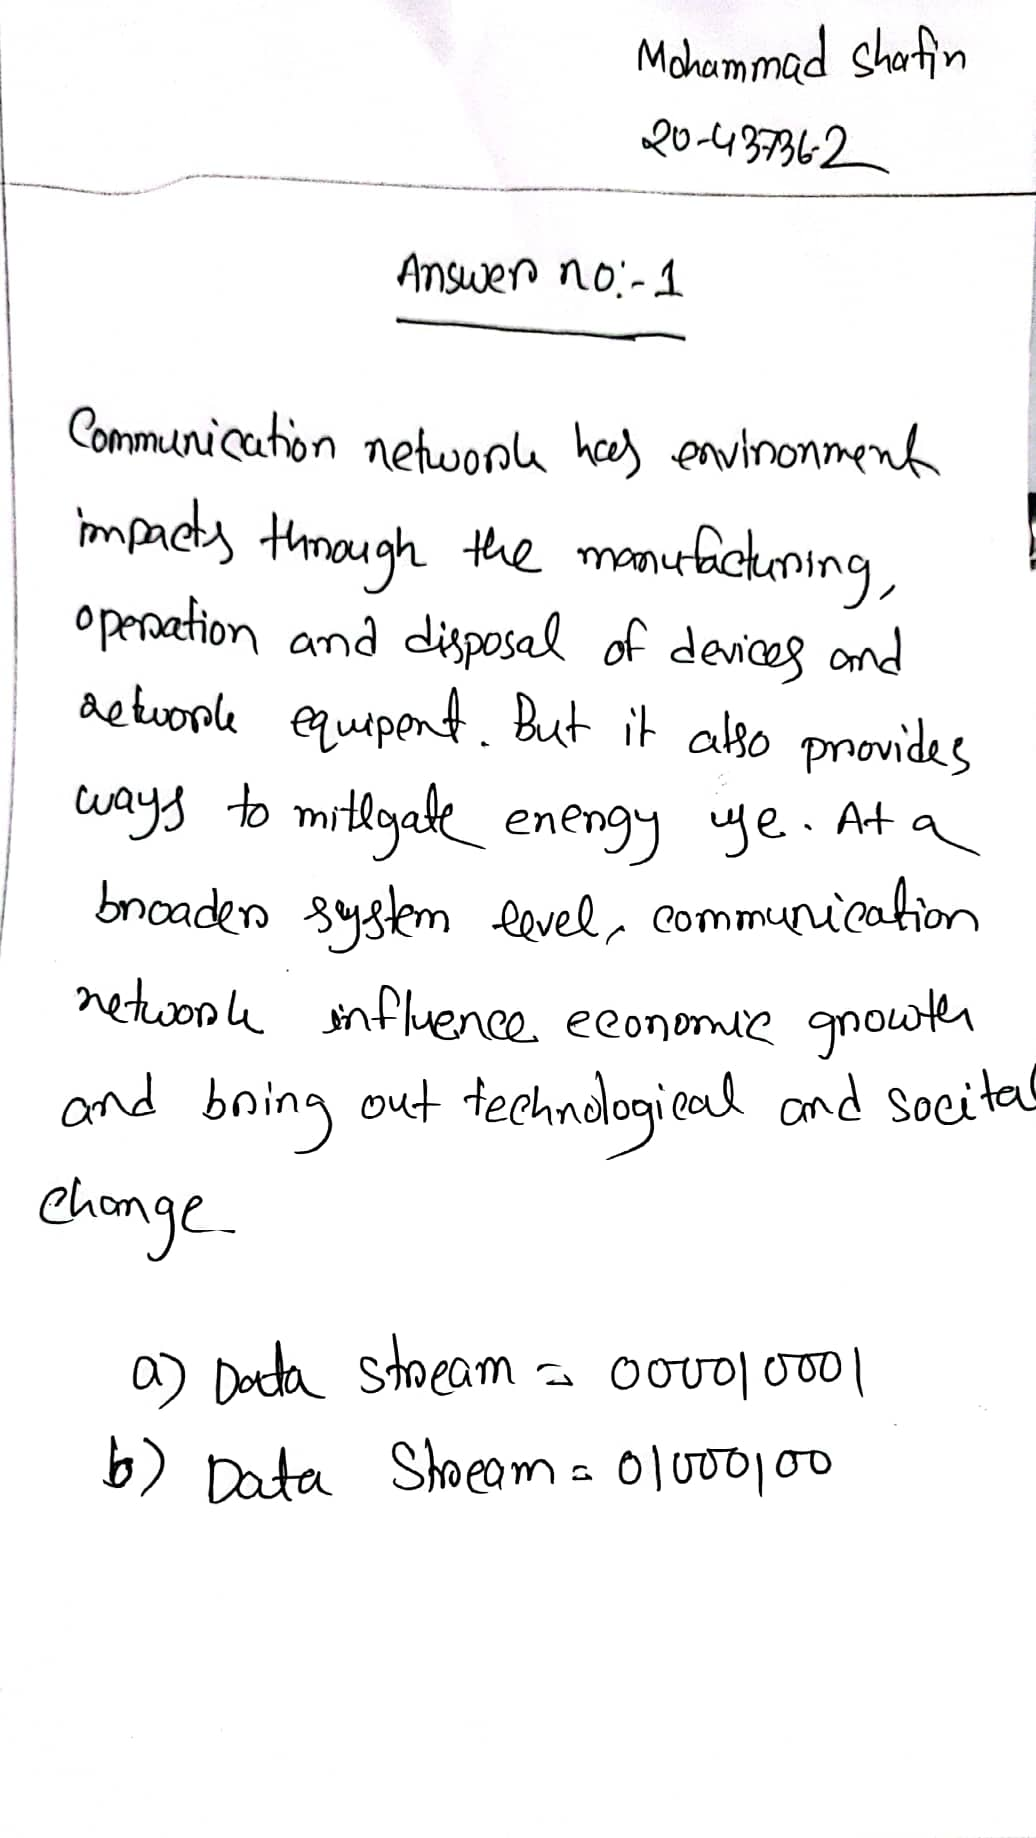 Mohammad Shafin
20-43736-2
Answer no:-1
Communication network has environment
impacts through the manufacturing,
operation and disposal of devices and
network equipent. But it also provides
ways to mitigate energy use. At a
broader system level, communication
network influence economic growth
and bring out technological and socital
change
a) Data stream = 000010001
b) Data Stream = 01000100